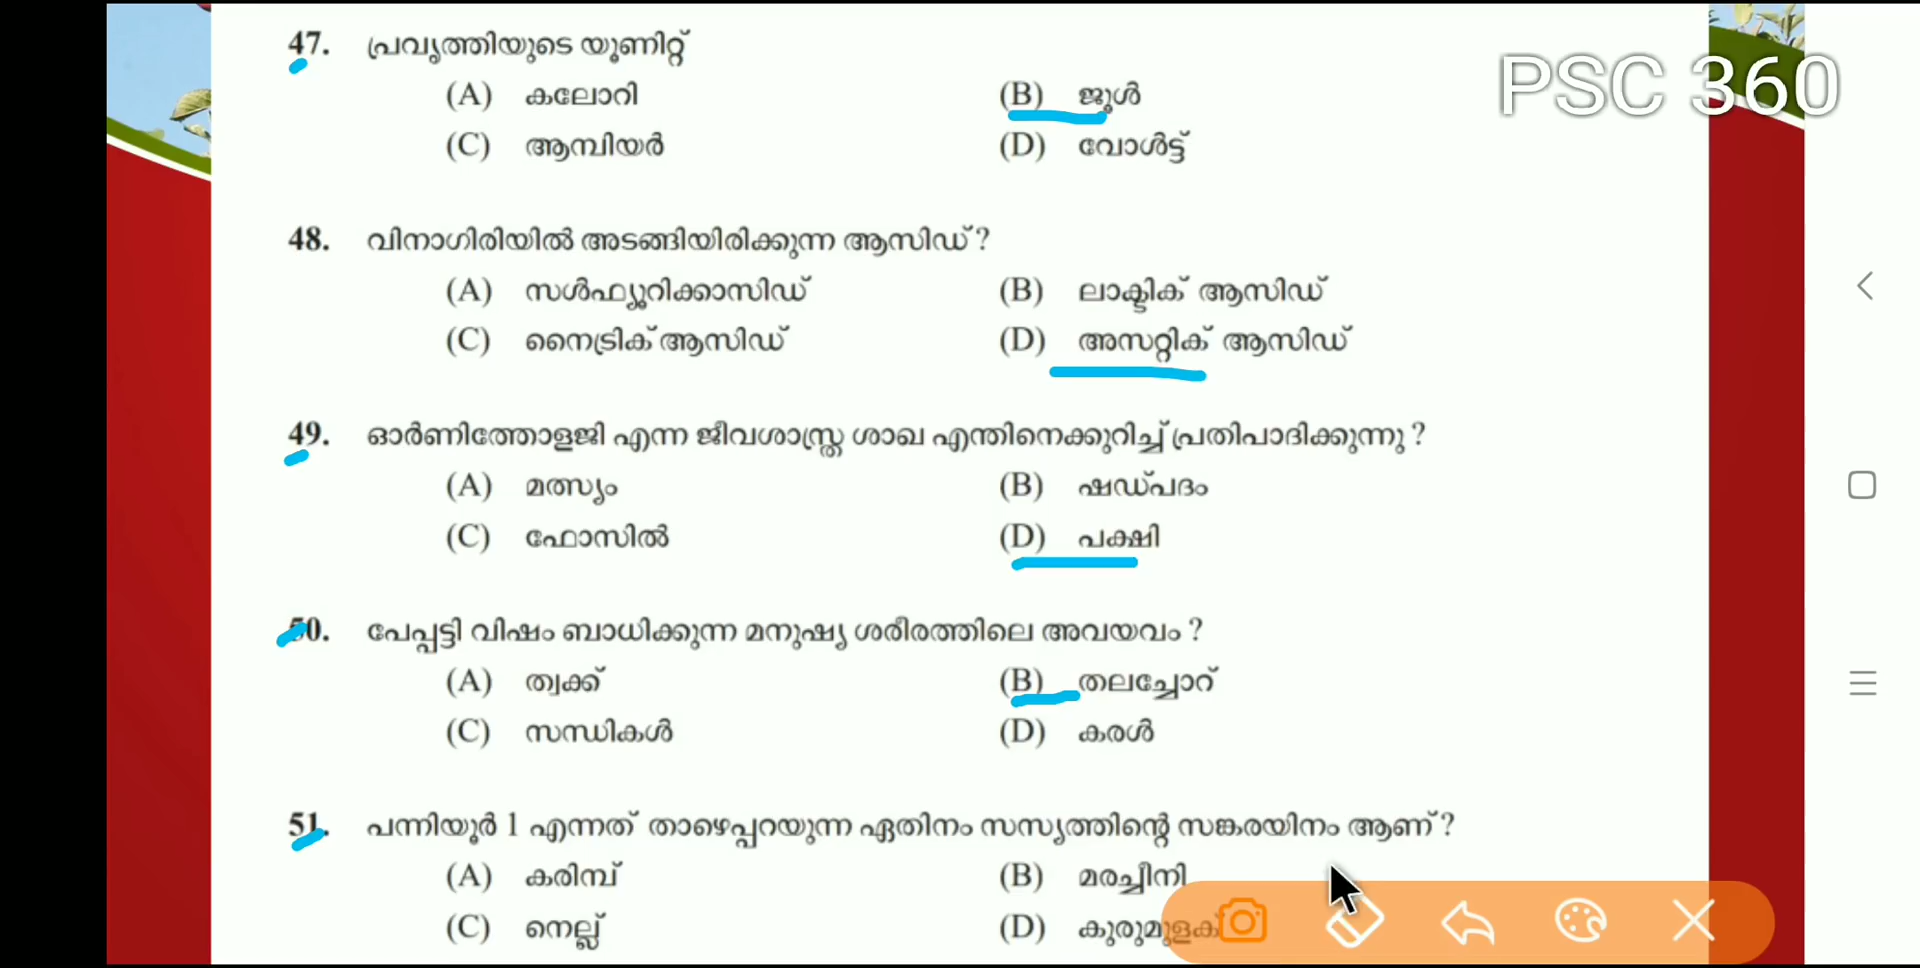 PSC 360
47. പ്രവൃത്തിയുടെ യൂണിറ്റ്
(A) കലോറി (B) ജൂൾ
(C) ആമ്പിയർ (D) വോൾട്ട്
48. വിനാഗിരിയിൽ അടങ്ങിയിരിക്കുന്ന ആസിഡ് ?
(A) സൾഫ്യൂറിക്കാസിഡ് (B) ലാക്ടിക് ആസിഡ്
(C) നൈട്രിക് ആസിഡ് (D) അസറ്റിക് ആസിഡ്
49. ഓർണിത്തോളജി എന്ന ജീവശാസ്ത്ര ശാഖ എന്തിനെക്കുറിച്ച് പ്രതിപാദിക്കുന്നു ?
(A) മത്സ്യം (B) ഷഡ്പദം
(C) ഫോസിൽ (D) പക്ഷി
50. പേപ്പട്ടി വിഷം ബാധിക്കുന്ന മനുഷ്യ ശരീരത്തിലെ അവയവം ?
(A) ത്വക്ക് (B) തലച്ചോറ്
(C) സന്ധികൾ (D) കരൾ
51. പന്നിയൂർ 1 എന്നത് താഴെപ്പറയുന്ന ഏതിനം സസ്യത്തിന്റെ സങ്കരയിനം ആണ് ?
(A) കരിമ്പ് (B) മരച്ചീനി
(C) നെല്ല് (D) കുരുമുളക്